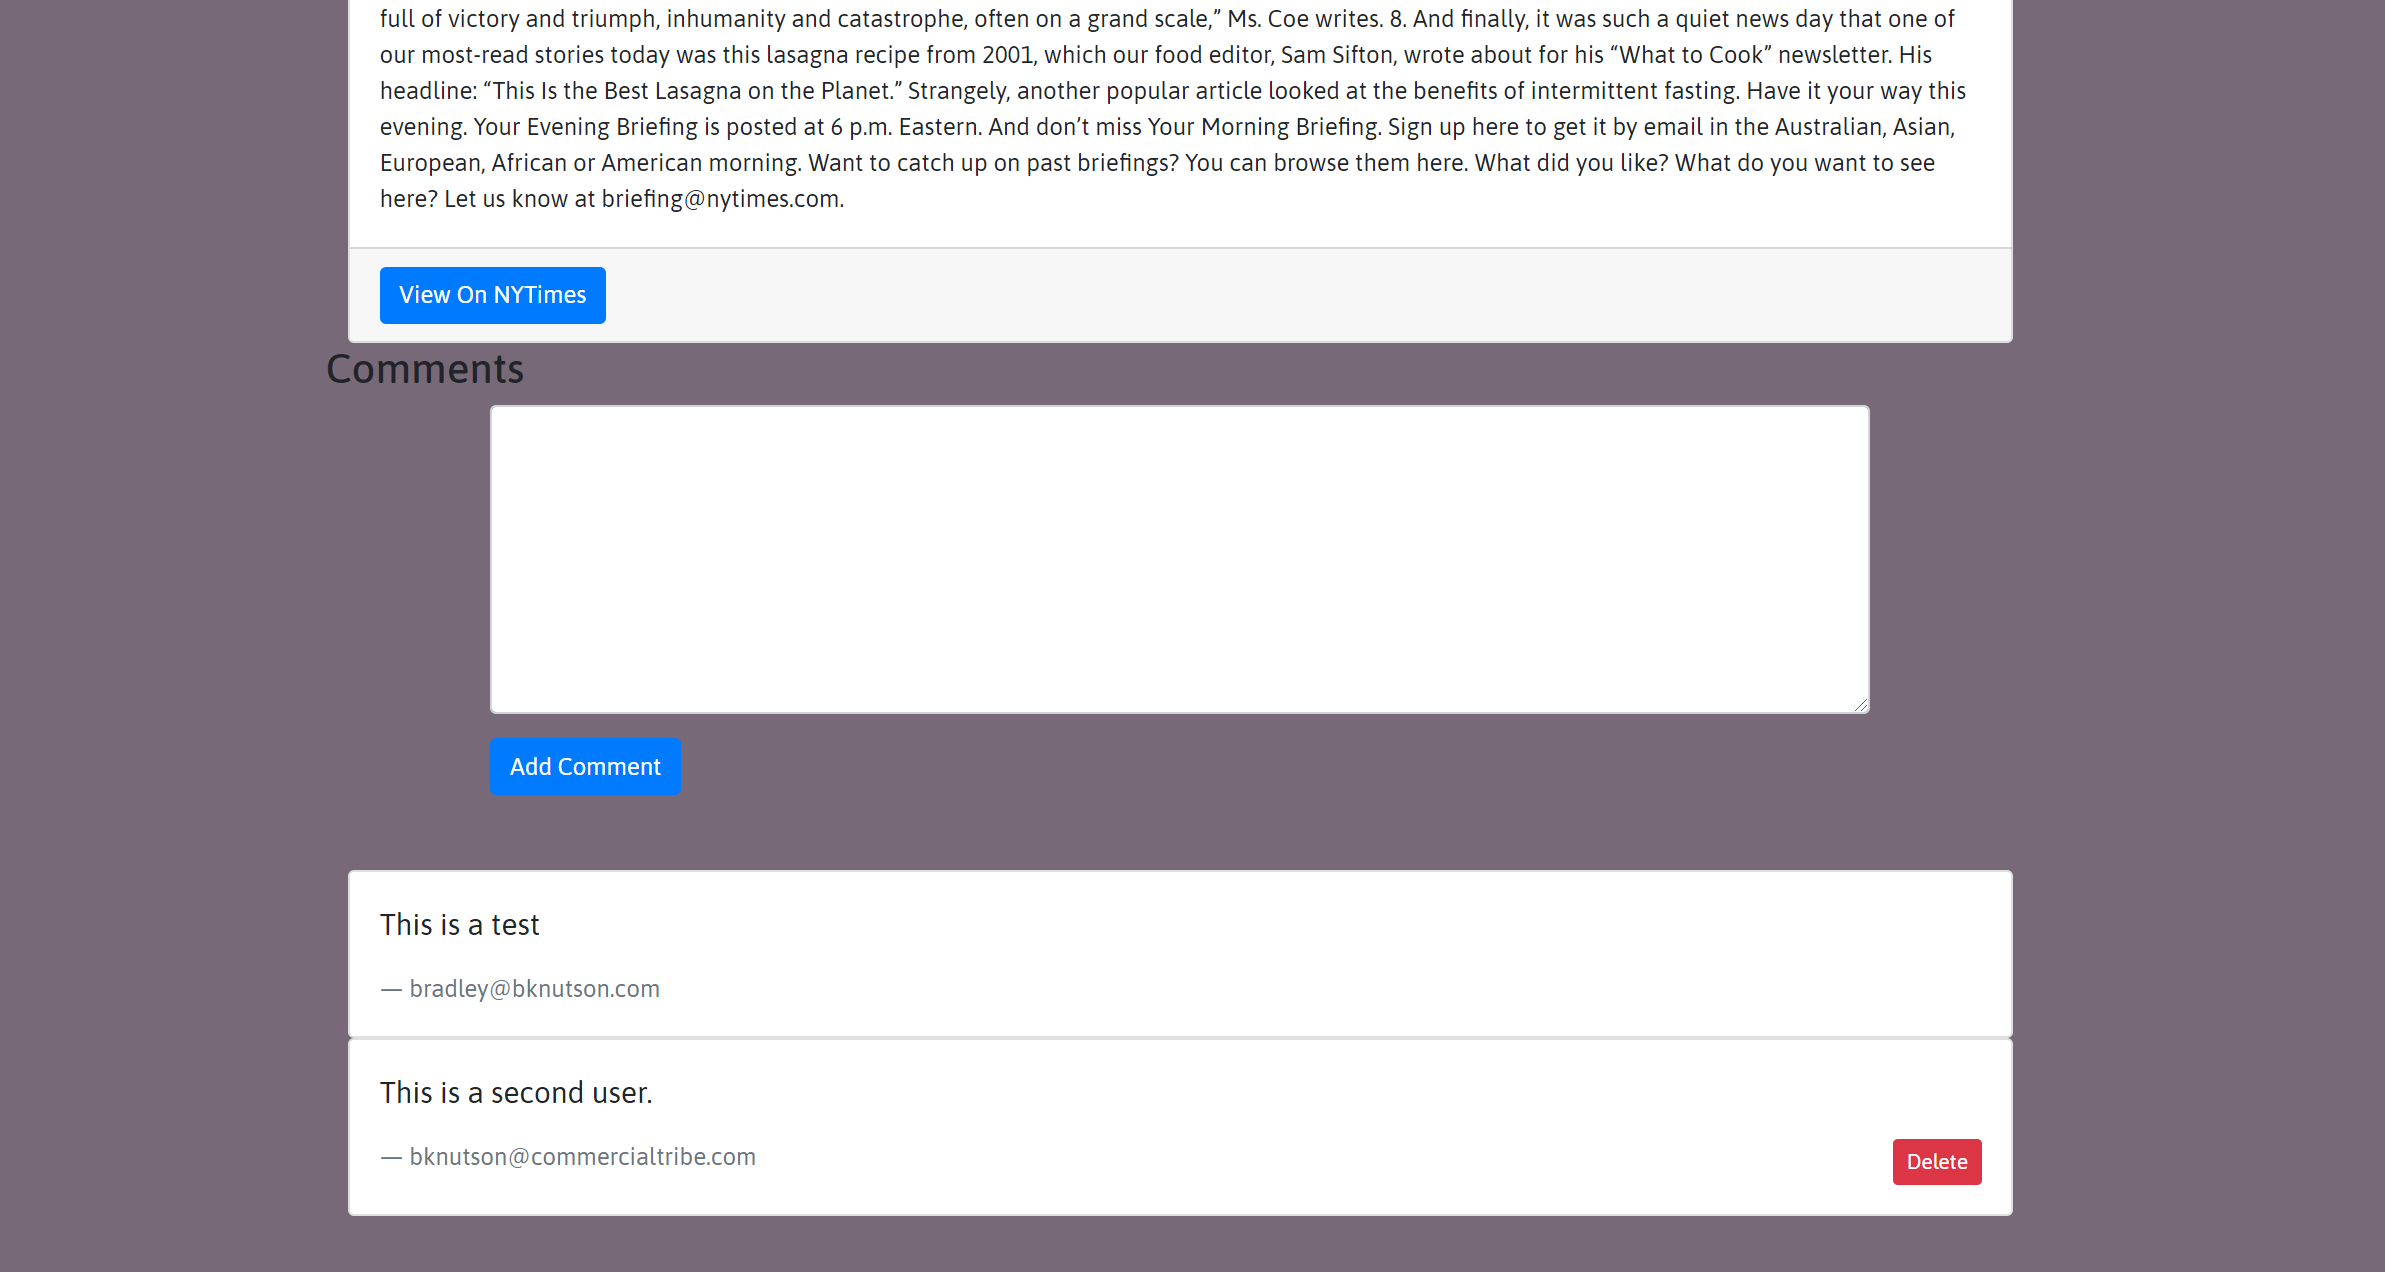 full of victory and triumph, inhumanity and catastrophe, often on a grand scale,” Ms. Coe writes. 8. And finally, it was such a quiet news day that one of
our most-read stories today was this lasagna recipe from 2001, which our food editor, Sam Sifton, wrote about for his “What to Cook” newsletter. His
headline: “This Is the Best Lasagna on the Planet.” Strangely, another popular article looked at the benefits of intermittent fasting. Have it your way this
evening. Your Evening Briefing is posted at 6 p.m. Eastern. And don’t miss Your Morning Briefing. Sign up here to get it by email in the Australian, Asian,
European, African or American morning. Want to catch up on past briefings? You can browse them here. What did you like? What do you want to see
here? Let us know at briefing@nytimes.com.
View On NYTimes
Comments
Add Comment
This is a test
— bradley@bknutson.com
This is a second user.
— bknutson@commercialtribe.com
Delete